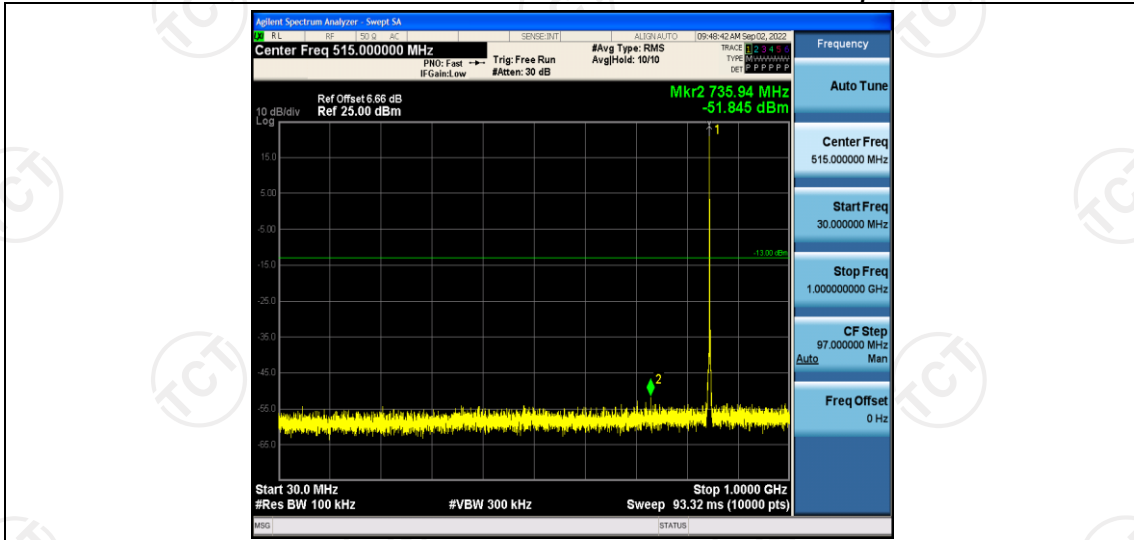 Agilent Spectrum Analyzer - Swept SA
RL RF 50 Ω AC SENSE:INT ALIGN AUTO 09:48:42 AM Sep 02, 2022
Center Freq 515.000000 MHz
PNO: Fast
IFGain:Low
Trig: Free Run
#Atten: 30 dB
#Avg Type: RMS
Avg|Hold: 10/10
TRACE 1 2 3 4 5 6
TYPE M
DET P P P P P P
Ref Offset 6.66 dB
10 dB/div Ref 25.00 dBm
Log
Mkr2 735.94 MHz
-51.845 dBm
1
15.0
5.00
-5.00
-13.00 dBm
-15.0
-25.0
-35.0
-45.0
2
-55.0
-65.0
Start 30.0 MHz Stop 1.0000 GHz
#Res BW 100 kHz #VBW 300 kHz Sweep 93.32 ms (10000 pts)
MSG STATUS
Frequency
Auto Tune
Center Freq
515.000000 MHz
Start Freq
30.000000 MHz
Stop Freq
1.000000000 GHz
CF Step
97.000000 MHz
Auto Man
Freq Offset
0 Hz
TCT
TCT
TCT
TCT